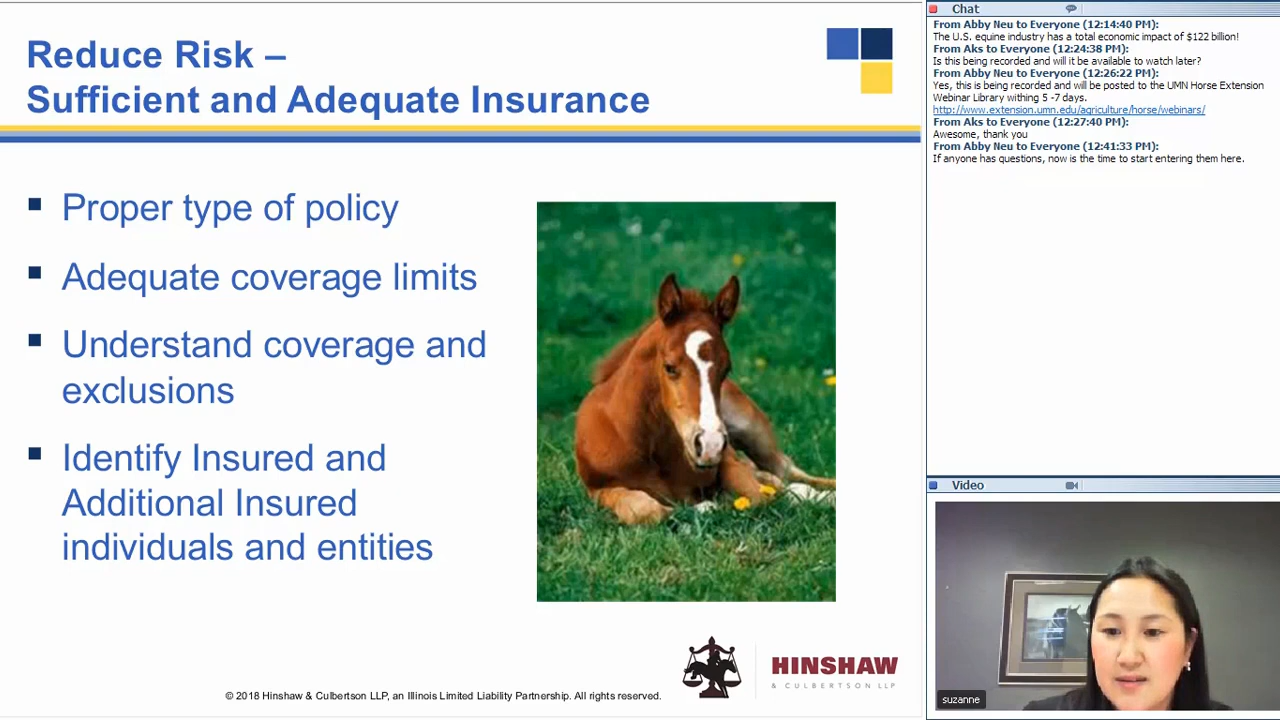 Reduce Risk –
Sufficient and Adequate Insurance
Proper type of policy
Adequate coverage limits
Understand coverage and
exclusions
Identify Insured and
Additional Insured
individuals and entities
HINSHAW
& CULBERTSON LLP
© 2018 Hinshaw & Culbertson LLP, an Illinois Limited Liability Partnership. All rights reserved.
Chat
From Abby Neu to Everyone (12:14:40 PM):
The U.S. equine industry has a total economic impact of $122 billion!
From Aks to Everyone (12:24:38 PM):
Is this being recorded and will it be available to watch later?
From Abby Neu to Everyone (12:26:22 PM):
Yes, this is being recorded and will be posted to the UMN Horse Extension
Webinar Library withing 5 -7 days.
http://www.extension.umn.edu/agriculture/horse/webinars/
From Aks to Everyone (12:27:40 PM):
Awesome, thank you
From Abby Neu to Everyone (12:41:33 PM):
If anyone has questions, now is the time to start entering them here.
Video
suzanne